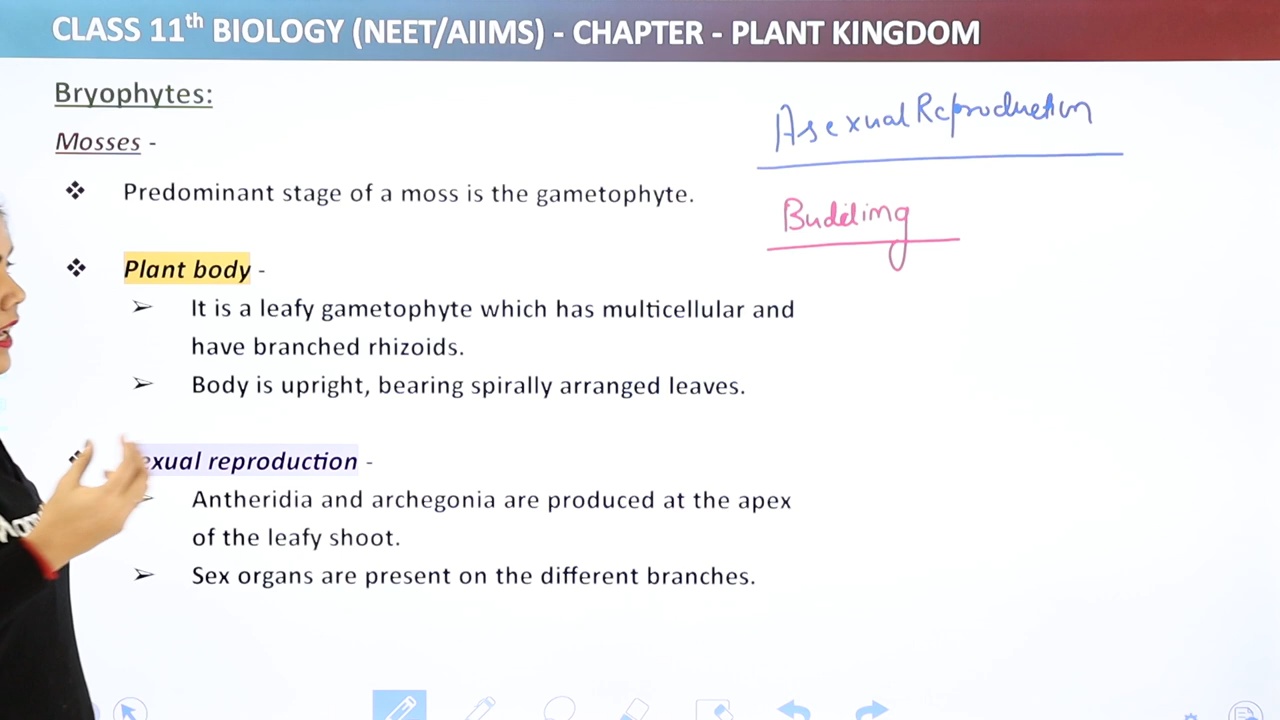 CLASS 11th BIOLOGY (NEET/AIIMS) - CHAPTER - PLANT KINGDOM
Bryophytes:
Mosses -
❖ Predominant stage of a moss is the gametophyte.
❖ Plant body -
➢ It is a leafy gametophyte which has multicellular and
have branched rhizoids.
➢ Body is upright, bearing spirally arranged leaves.
❖ exual reproduction -
➢ Antheridia and archegonia are produced at the apex
of the leafy shoot.
➢ Sex organs are present on the different branches.
Asexual Reproduction
Budding